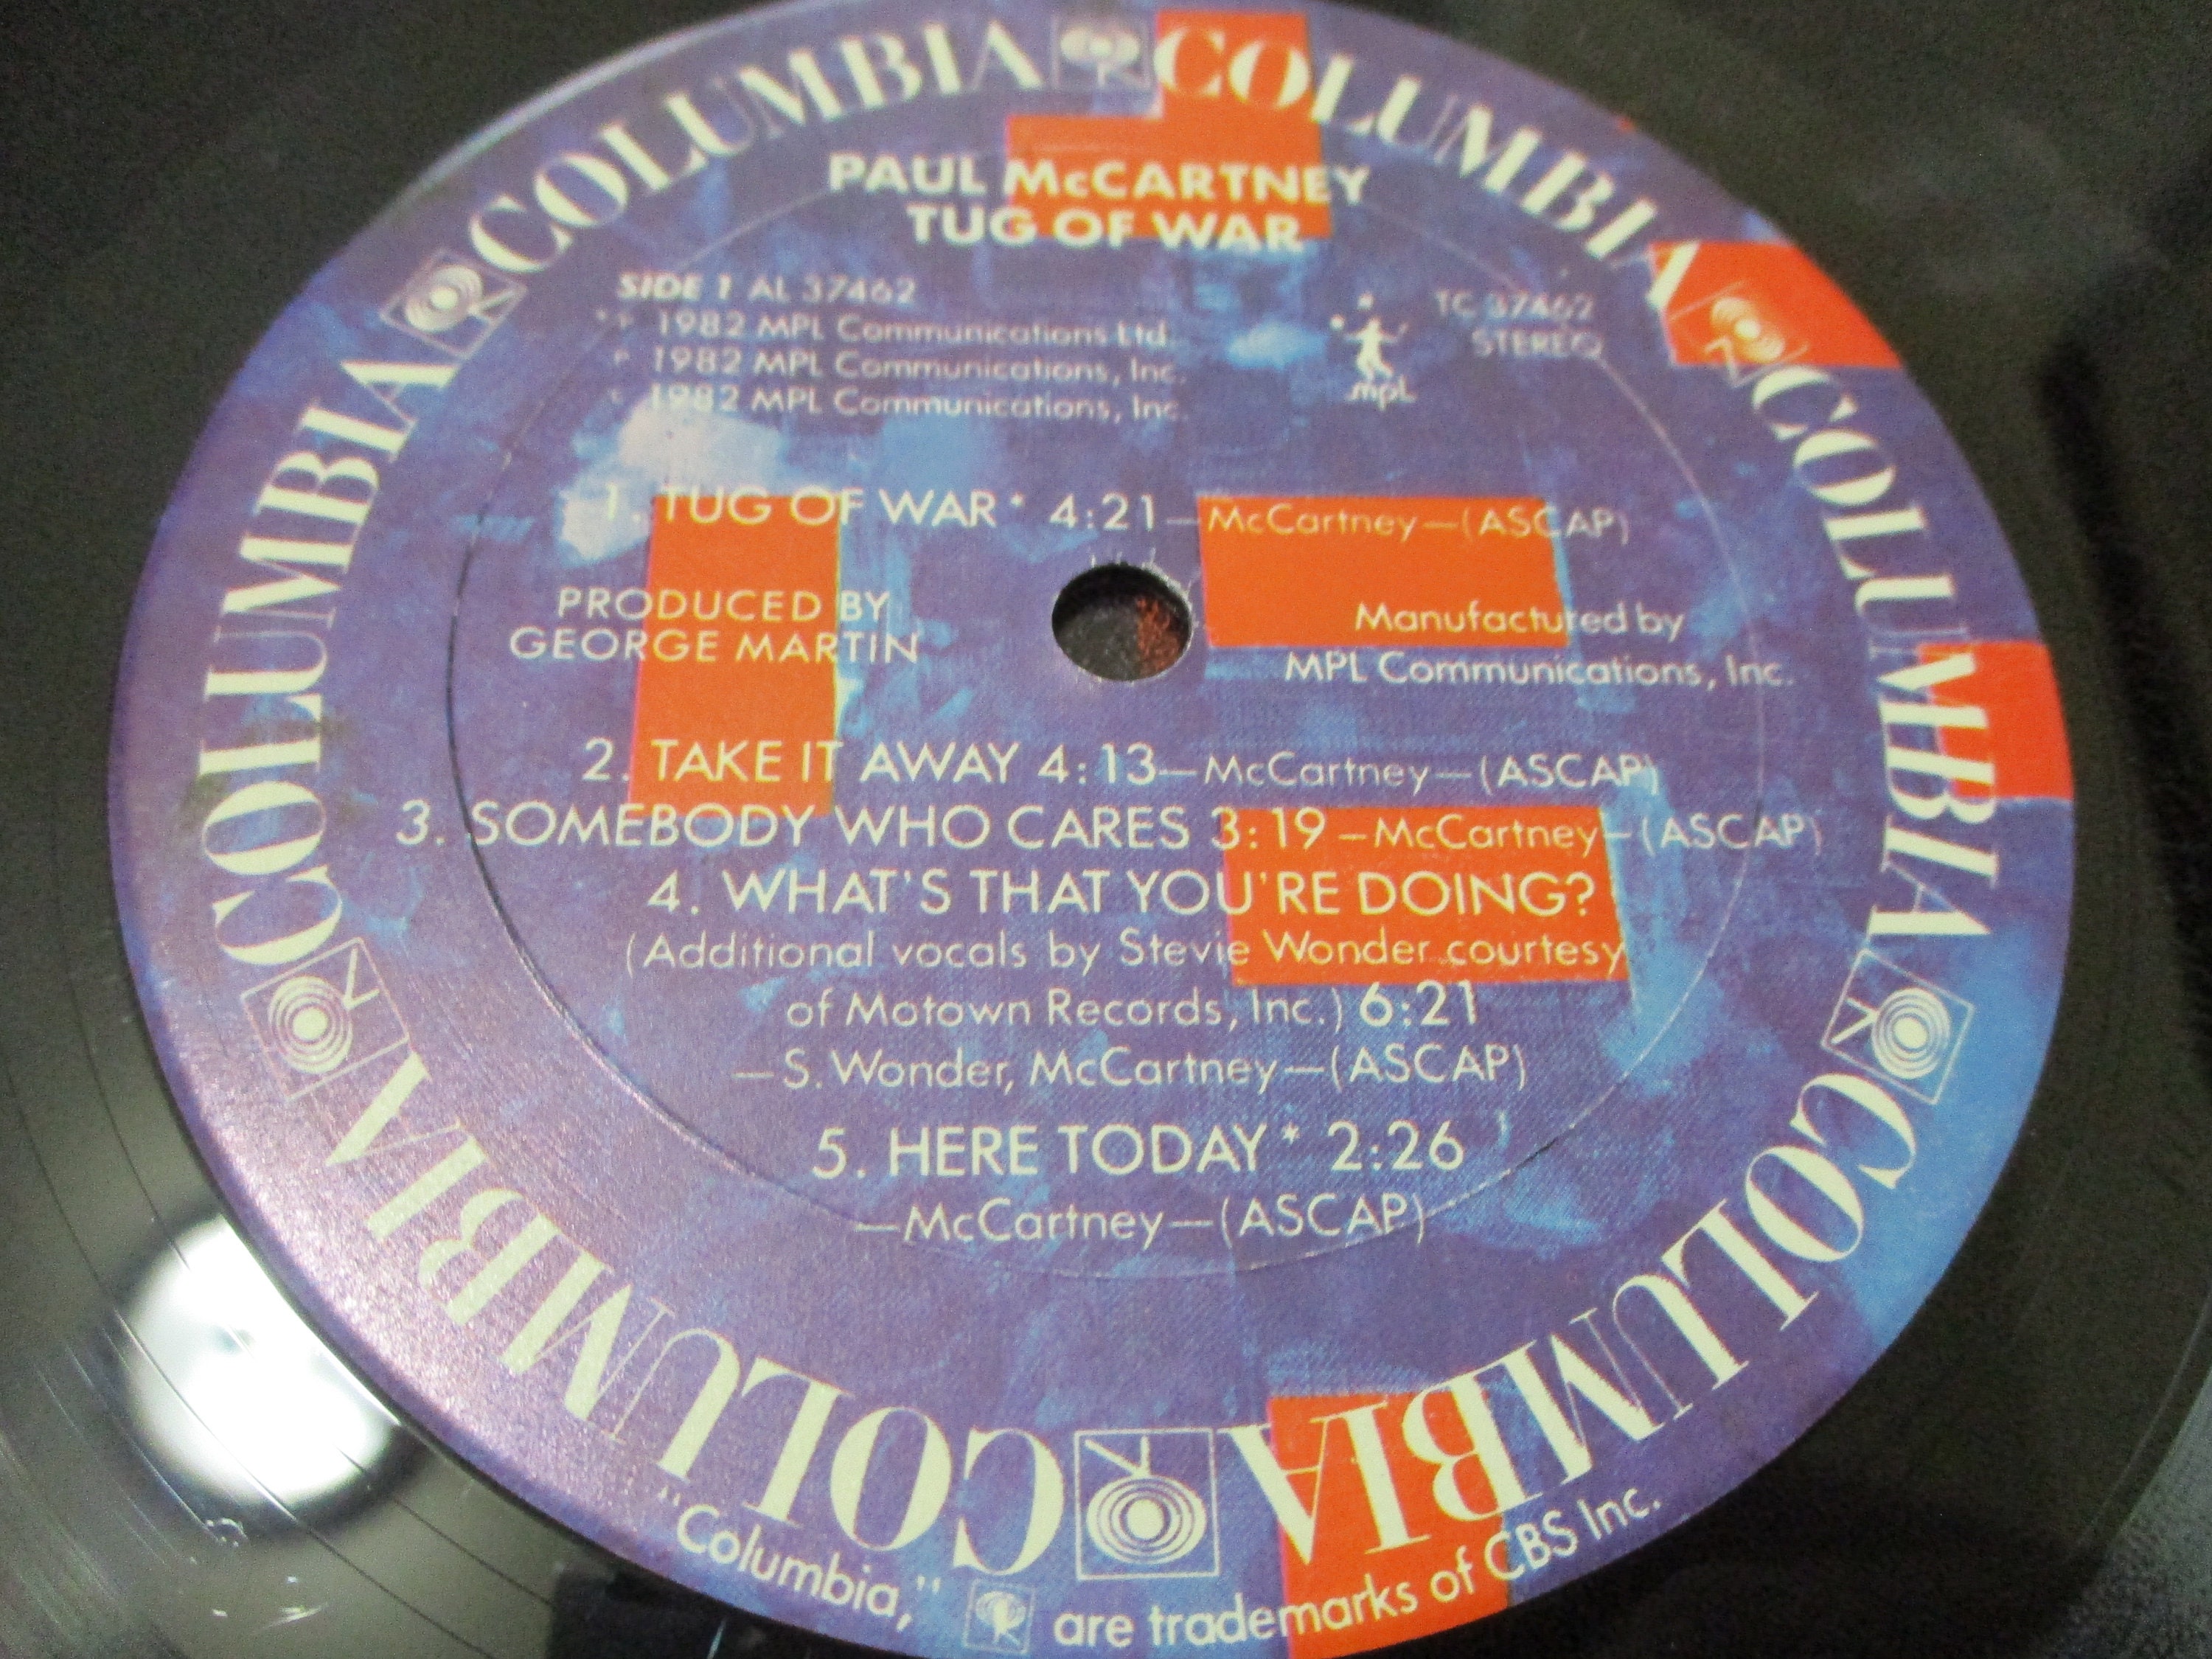 COLUMBIA COLUMBIA COLUMBIA COLUMBIA COLUMBIA COLUMBIA
PAUL McCARTNEY
TUG OF WAR
SIDE 1 AL 37462
* ℗ 1982 MPL Communications Ltd.
℗ 1982 MPL Communications, Inc.
© 1982 MPL Communications, Inc.
mpL
TC 37462
STEREO
1. TUG OF WAR* 4:21—McCartney—(ASCAP)
PRODUCED BY
GEORGE MARTIN
Manufactured by
MPL Communications, Inc.
2. TAKE IT AWAY 4:13—McCartney—(ASCAP)
3. SOMEBODY WHO CARES 3:19—McCartney—(ASCAP)
4. WHAT'S THAT YOU'RE DOING?
(Additional vocals by Stevie Wonder courtesy
of Motown Records, Inc.) 6:21
—S. Wonder, McCartney—(ASCAP)
5. HERE TODAY* 2:26
—McCartney—(ASCAP)
"Columbia," are trademarks of CBS Inc.